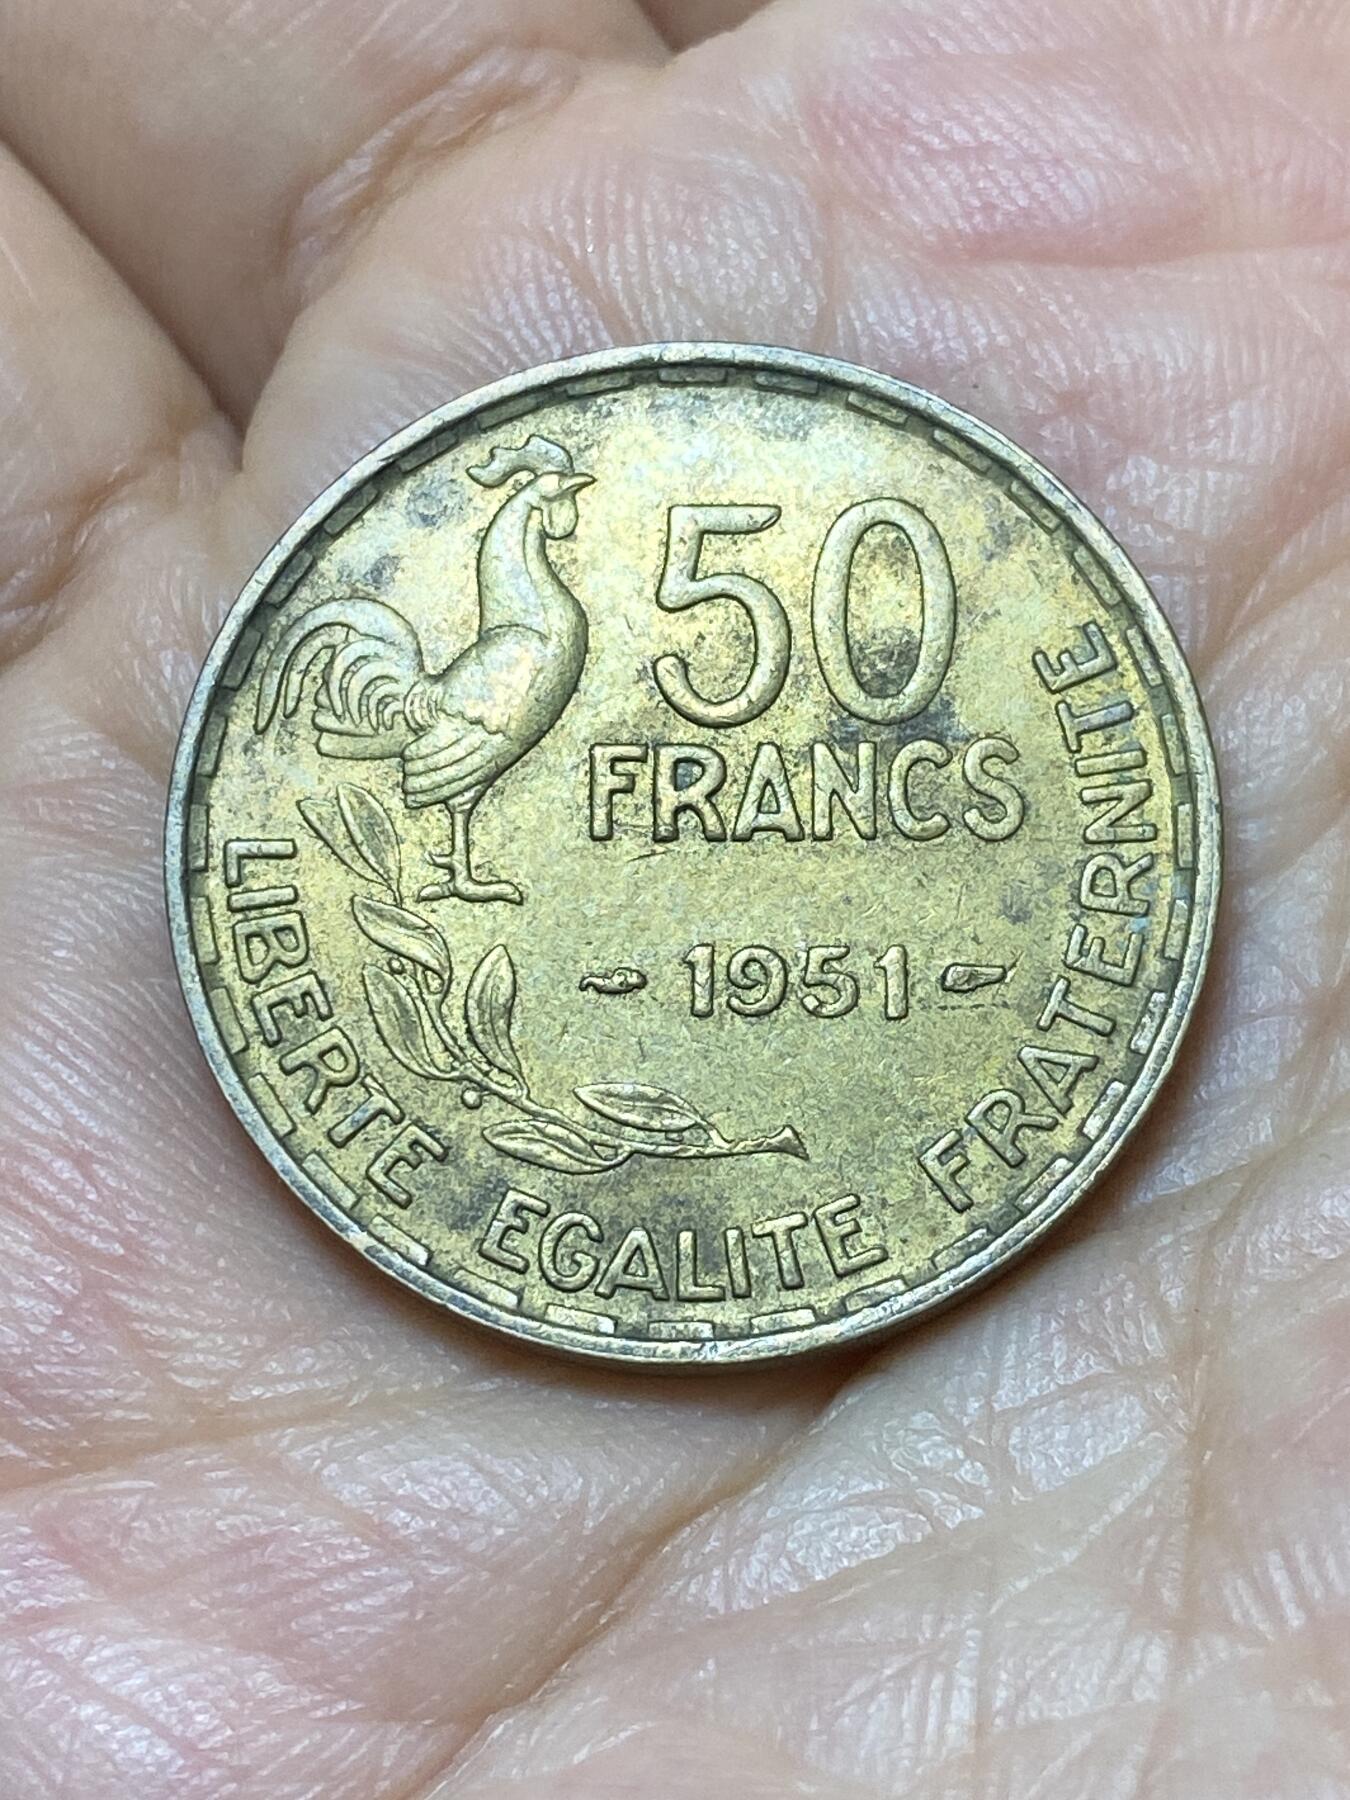 50
FRANCS
- 1951 -
LIBERTE EGALITE FRATERNITE